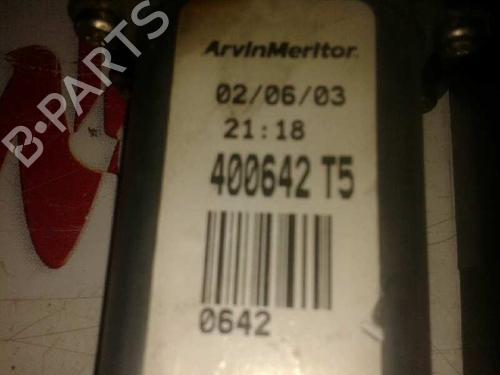 ArvinMeritor.
02/06/03
21:18
400642 T5
0642
B-PARTS